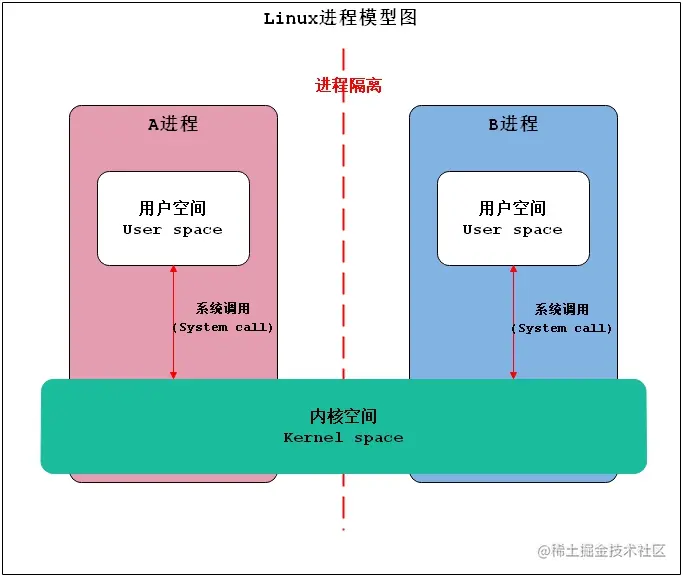 Linux进程模型图
进程隔离
A进程
B进程
用户空间
User space
用户空间
User space
系统调用
(System call)
系统调用
(System call)
内核空间
Kernel space
@稀土掘金技术社区